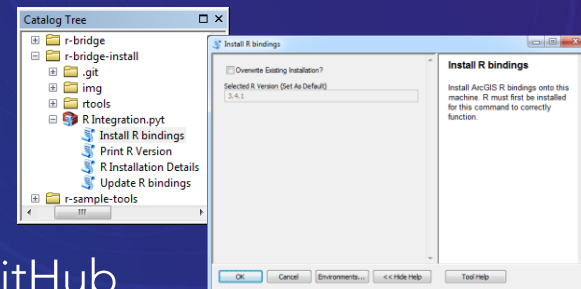 Catalog Tree
r-bridge
r-bridge-install
.git
img
rtools
R Integration.pyt
Install R bindings
Print R Version
R Installation Details
Update R bindings
r-sample-tools
Install R bindings
Overwrite Existing Installation?
Selected R Version (Set As Default)
3.4.1
OK Cancel Environments... << Hide Help Tool Help
Install R bindings
Install ArcGIS R bindings onto this
machine. R must first be installed
for this command to correctly
function.
itHub